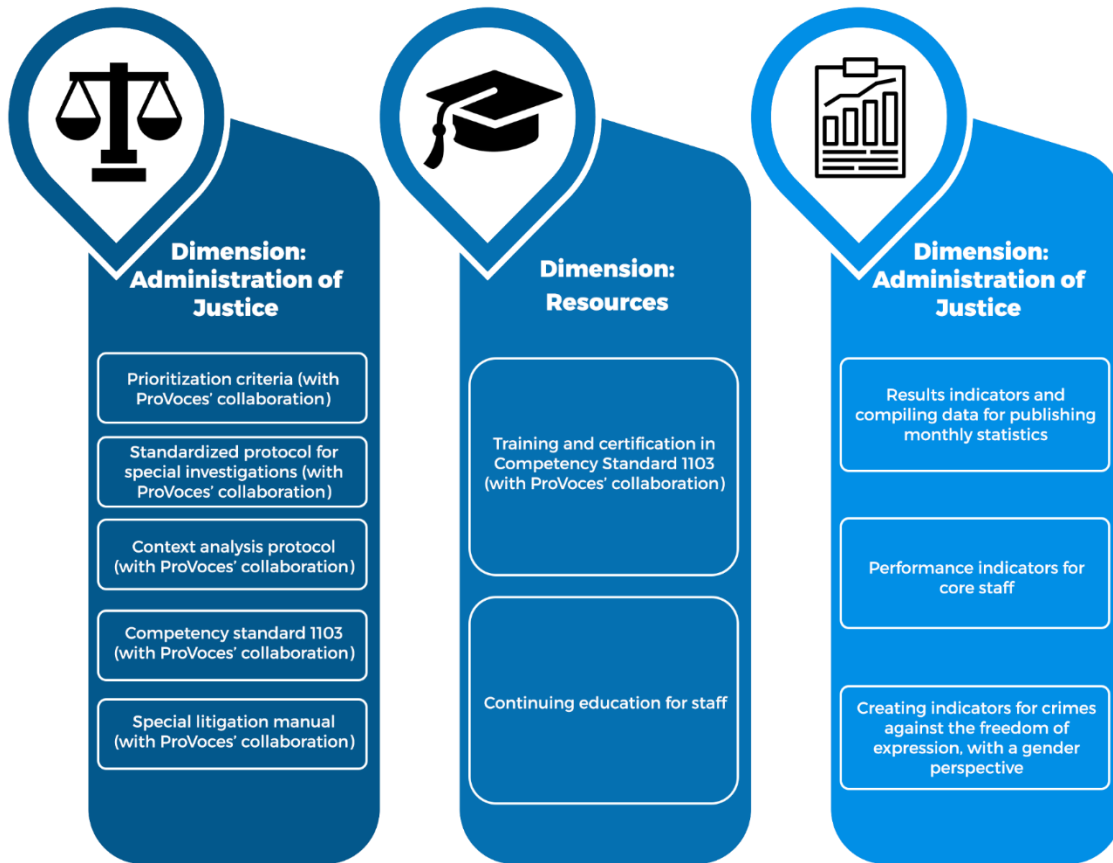 Dimension:
Administration of
Justice
Prioritization criteria (with
ProVoces' collaboration)
Standardized protocol for
special investigations (with
ProVoces' collaboration)
Context analysis protocol
(with ProVoces' collaboration)
Competency standard 1103
(with ProVoces' collaboration)
Special litigation manual
(with ProVoces' collaboration)
Dimension:
Resources
Training and certification in
Competency Standard 1103
(with ProVoces' collaboration)
Continuing education for staff
Dimension:
Administration of
Justice
Results indicators and
compiling data for publishing
monthly statistics
Performance indicators for
core staff
Creating indicators for crimes
against the freedom of
expression, with a gender
perspective